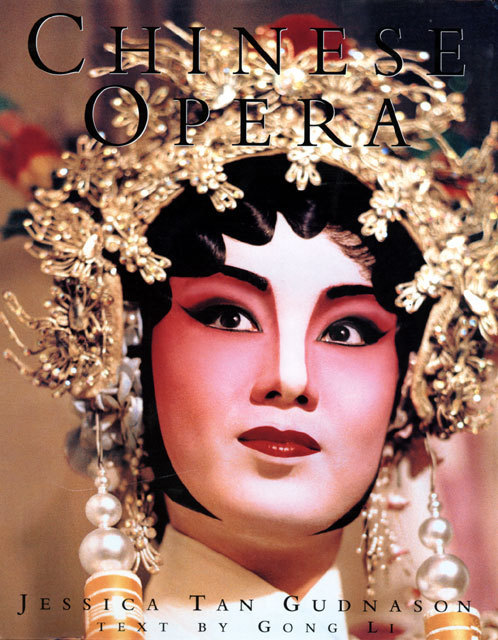 CHINESE
OPERA
JESSICA TAN GUDNASON
TEXT BY GONG LI